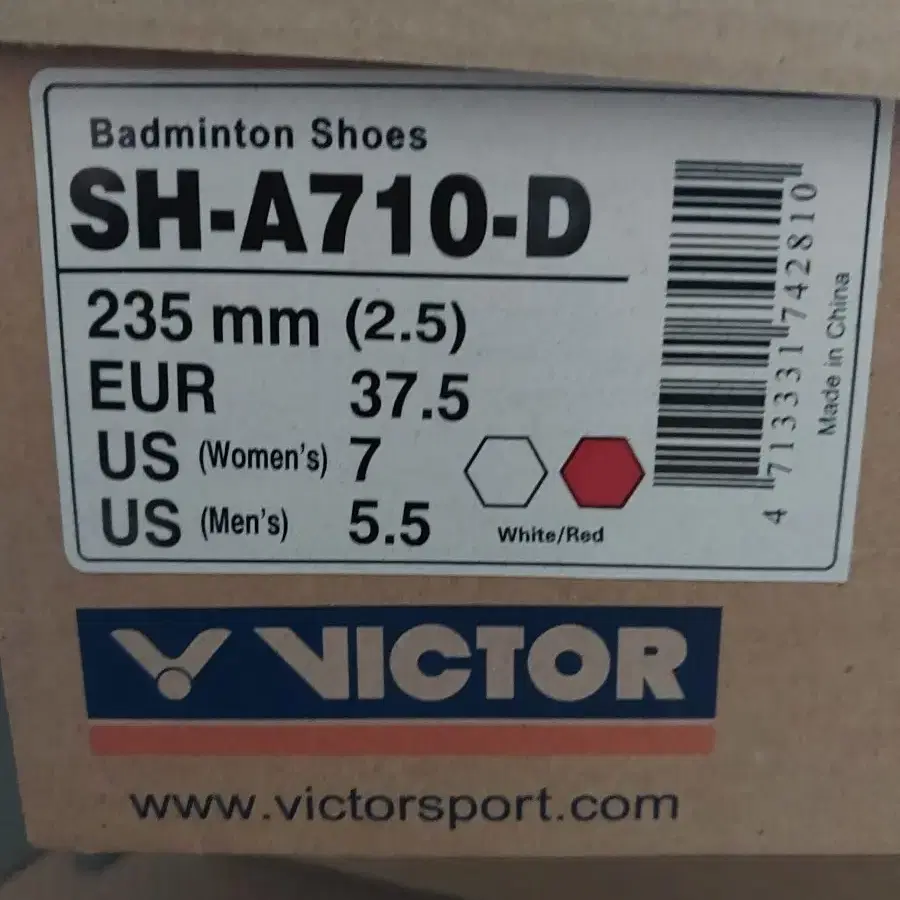 Badminton Shoes
SH-A710-D
235 mm (2.5)
EUR 37.5
US (Women's) 7
US (Men's) 5.5
White/Red
4 713331 742810
Made in China
VICTOR
www.victorsport.com